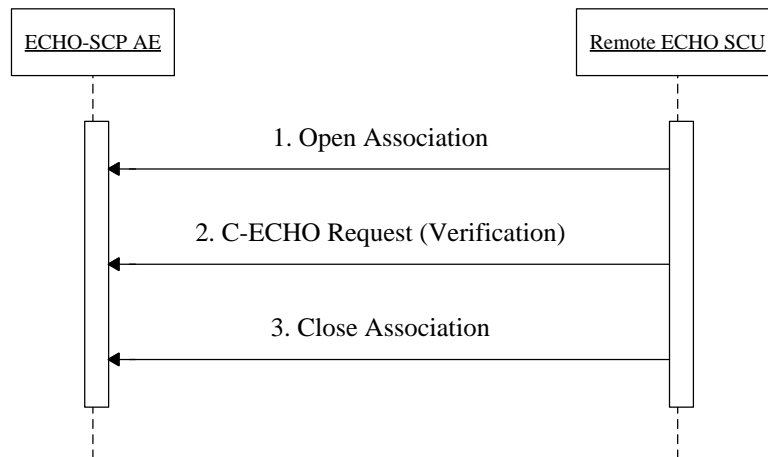 ECHO-SCP AE
Remote ECHO SCU
1. Open Association
2. C-ECHO Request (Verification)
3. Close Association